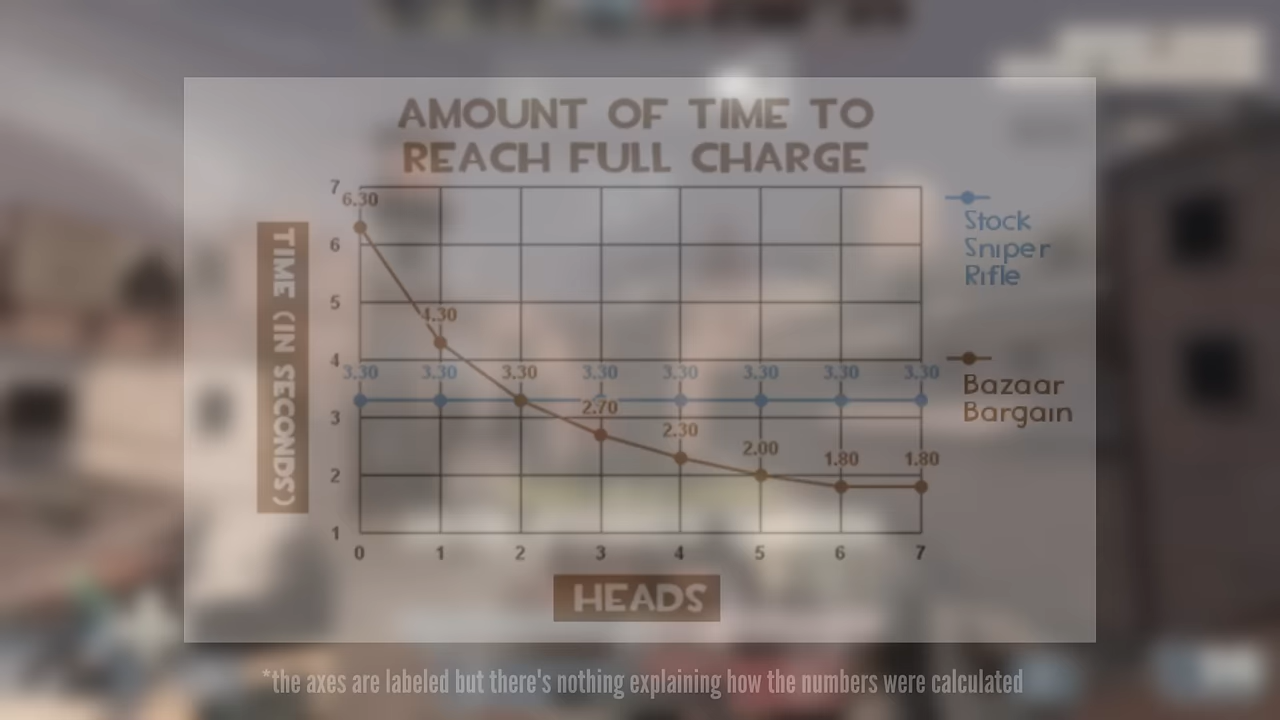 AMOUNT OF TIME TO
REACH FULL CHARGE
TIME (IN SECONDS)
7
6
5
4
3
2
1
6.30
4.30
3.30
2.70
2.30
2.00
1.80
1.80
3.30
3.30
3.30
3.30
3.30
3.30
3.30
0 1 2 3 4 5 6 7
HEADS
Stock
Sniper
Rifle
Bazaar
Bargain
*the axes are labeled but there's nothing explaining how the numbers were calculated